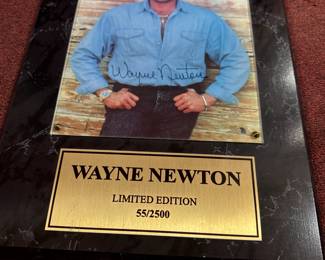 Wayne Newton
WAYNE NEWTON
LIMITED EDITION
55/2500